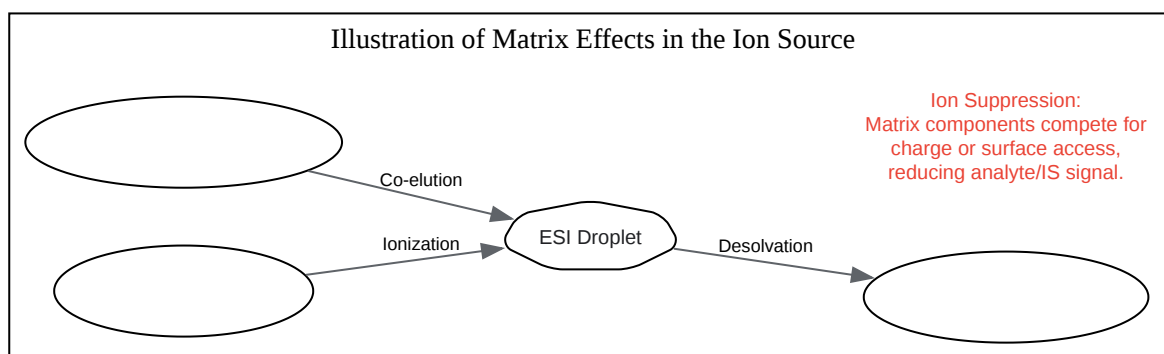 Illustration of Matrix Effects in the Ion Source
Ion Suppression:
Matrix components compete for
charge or surface access,
reducing analyte/IS signal.
Co-elution
Ionization
ESI Droplet
Desolvation